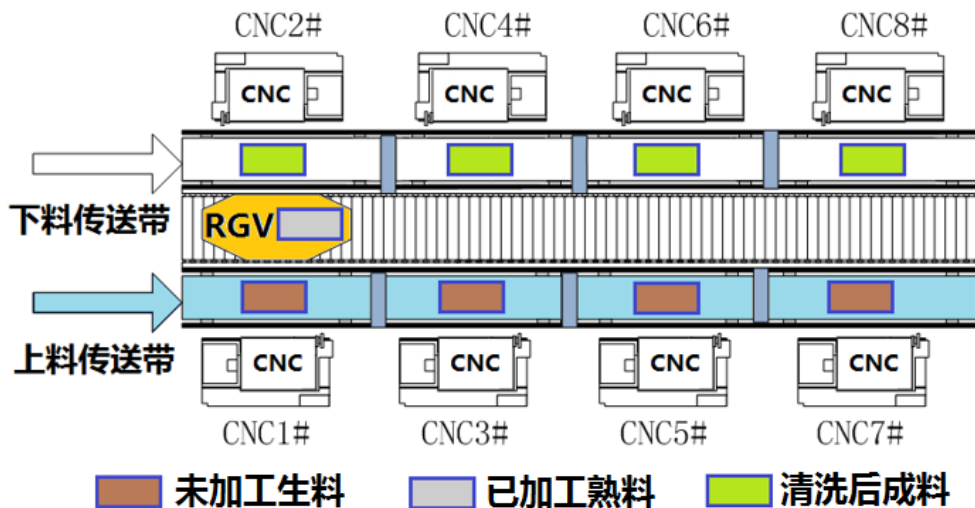 CNC2# CNC4# CNC6# CNC8#
CNC CNC CNC CNC
下料传送带
RGV
上料传送带
CNC CNC CNC CNC
CNC1# CNC3# CNC5# CNC7#
未加工生料 已加工熟料 清洗后成料